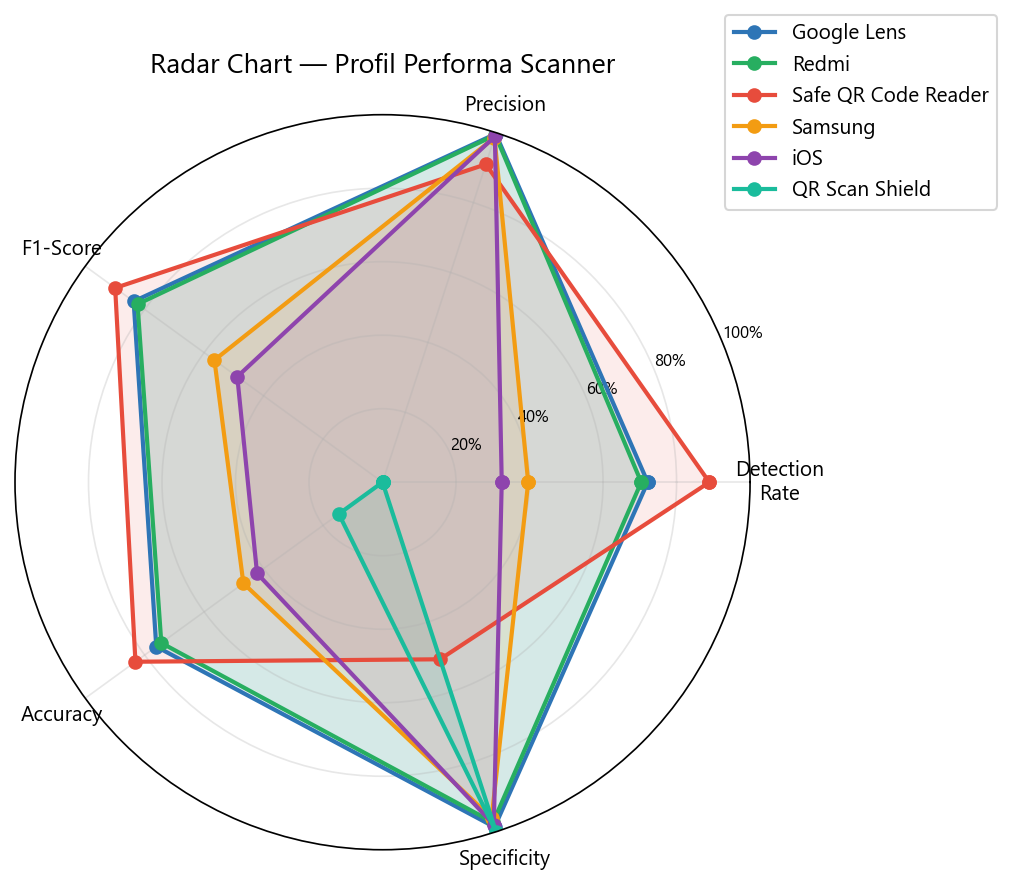 Radar Chart — Profil Performa Scanner
Google Lens
Redmi
Safe QR Code Reader
Samsung
iOS
QR Scan Shield
Precision
F1-Score
100%
80%
60%
40%
20%
Detection
Rate
Accuracy
Specificity